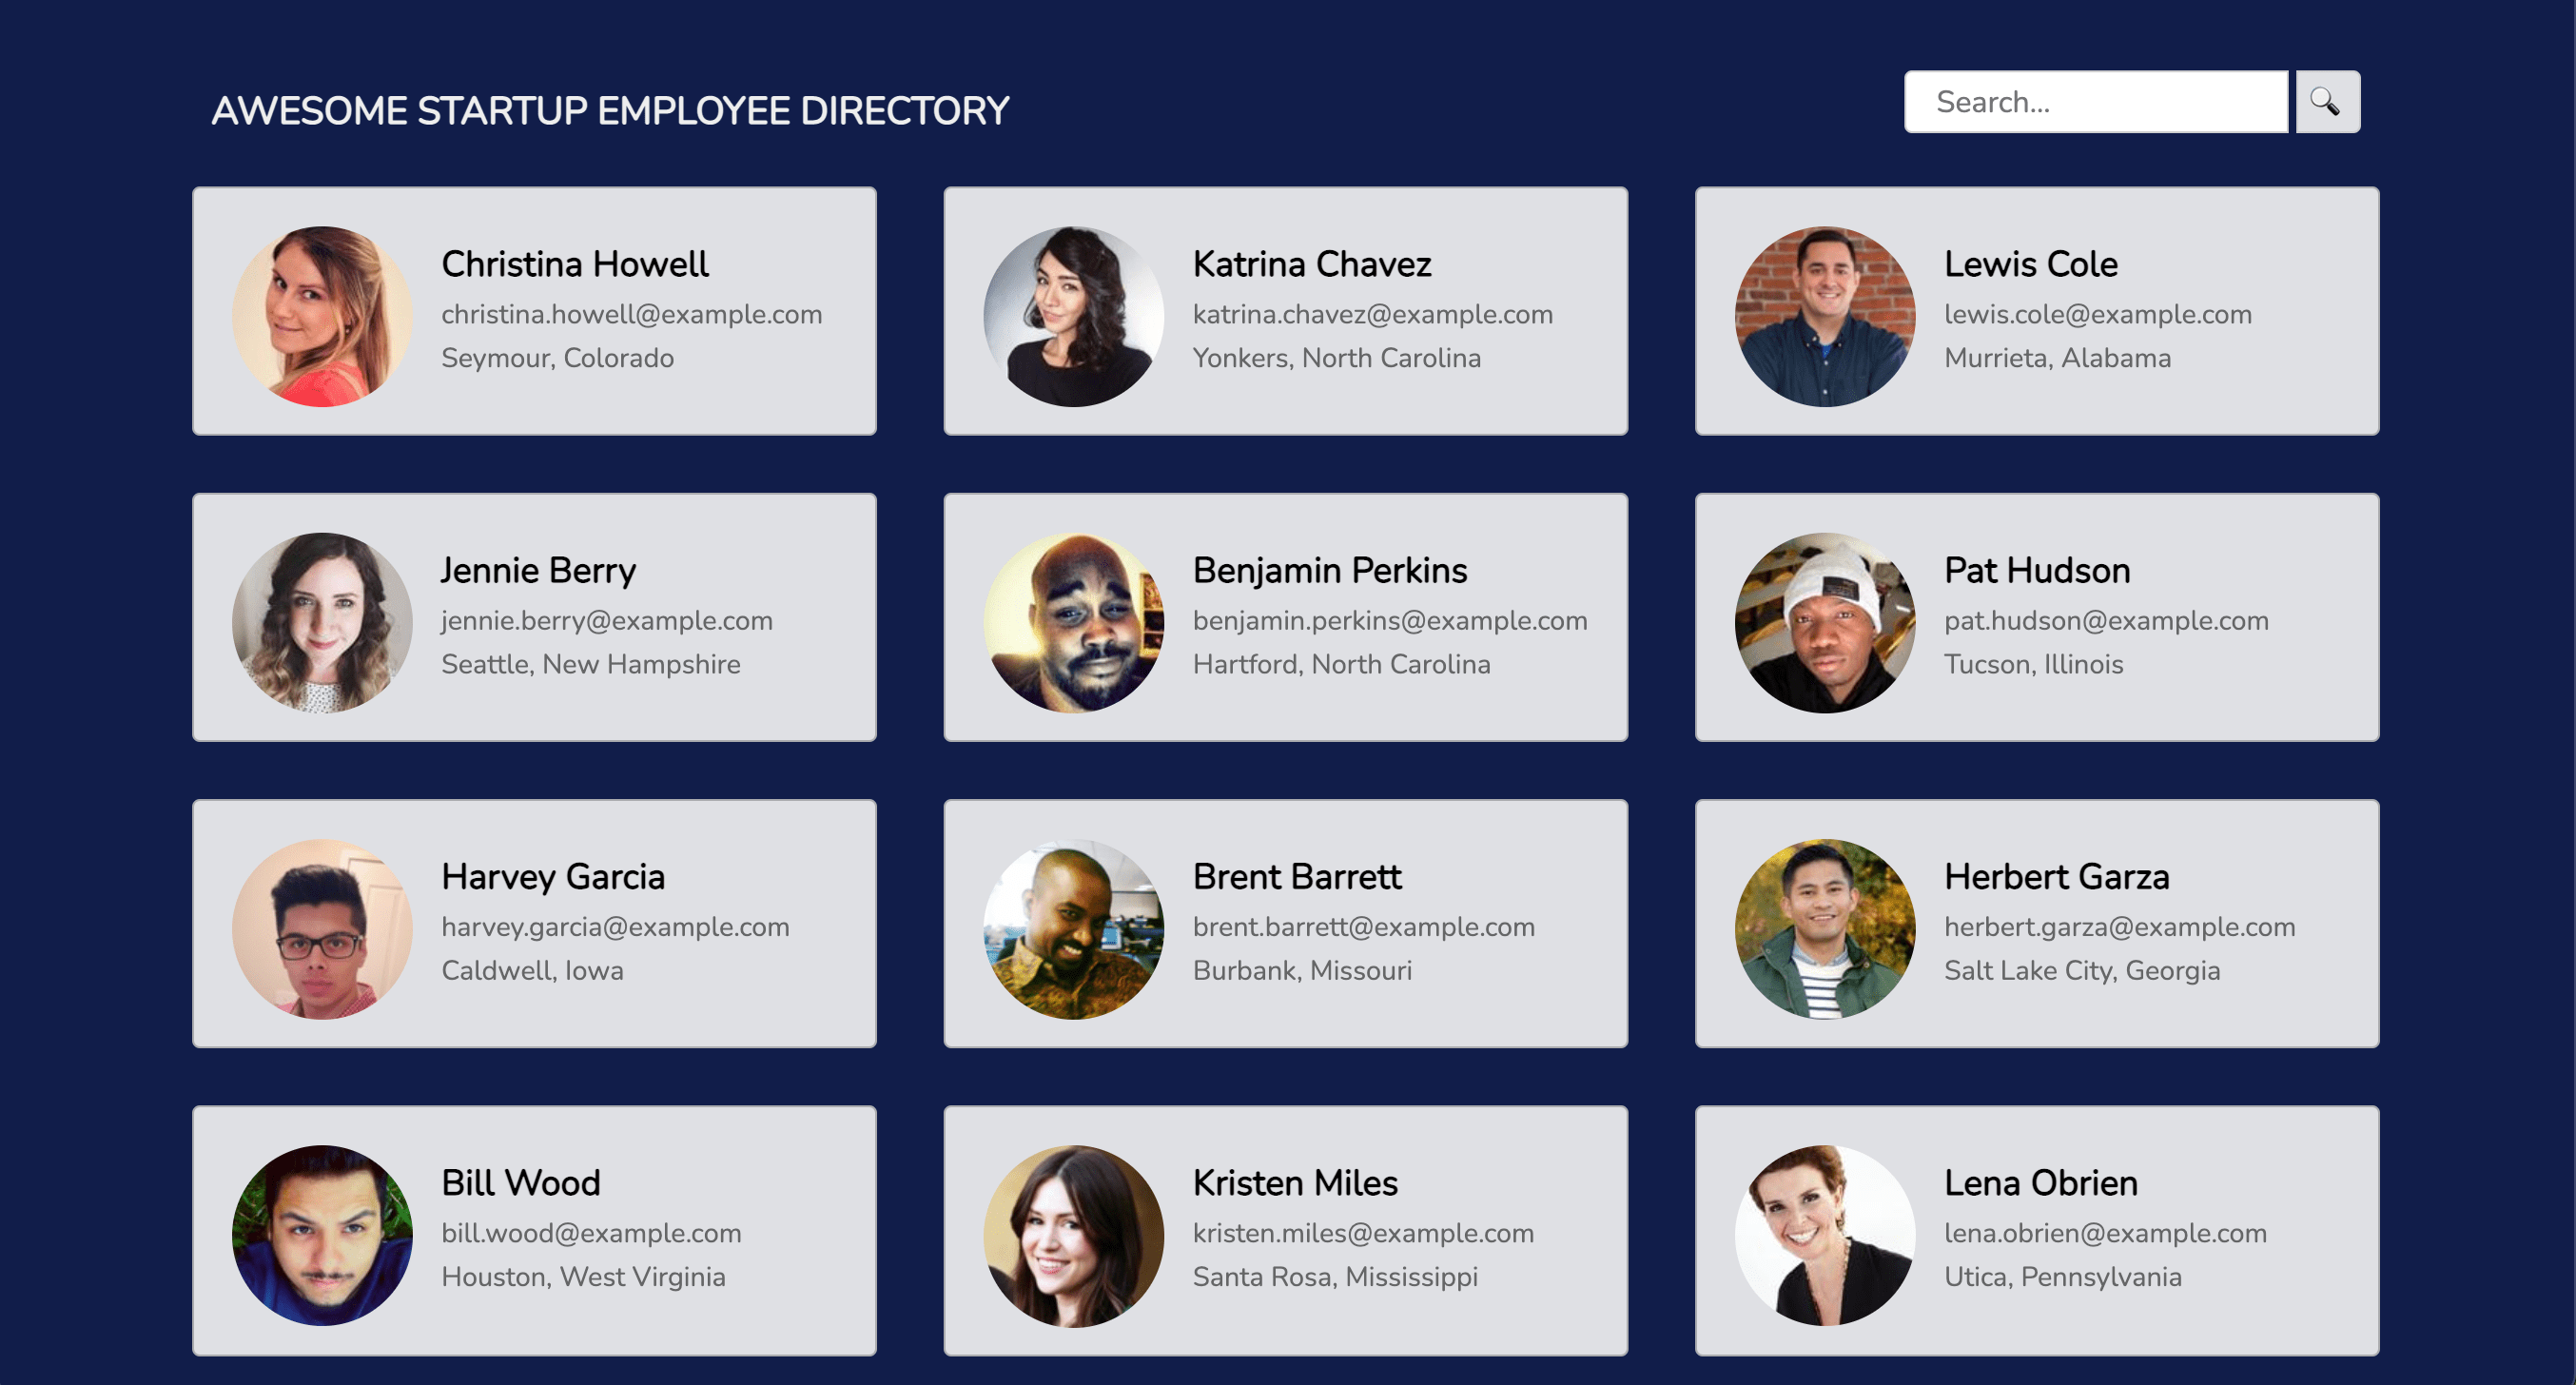 AWESOME STARTUP EMPLOYEE DIRECTORY
Search...
Christina Howell
christina.howell@example.com
Seymour, Colorado
Katrina Chavez
katrina.chavez@example.com
Yonkers, North Carolina
Lewis Cole
lewis.cole@example.com
Murrieta, Alabama
Jennie Berry
jennie.berry@example.com
Seattle, New Hampshire
Benjamin Perkins
benjamin.perkins@example.com
Hartford, North Carolina
Pat Hudson
pat.hudson@example.com
Tucson, Illinois
Harvey Garcia
harvey.garcia@example.com
Caldwell, Iowa
Brent Barrett
brent.barrett@example.com
Burbank, Missouri
Herbert Garza
herbert.garza@example.com
Salt Lake City, Georgia
Bill Wood
bill.wood@example.com
Houston, West Virginia
Kristen Miles
kristen.miles@example.com
Santa Rosa, Mississippi
Lena Obrien
lena.obrien@example.com
Utica, Pennsylvania